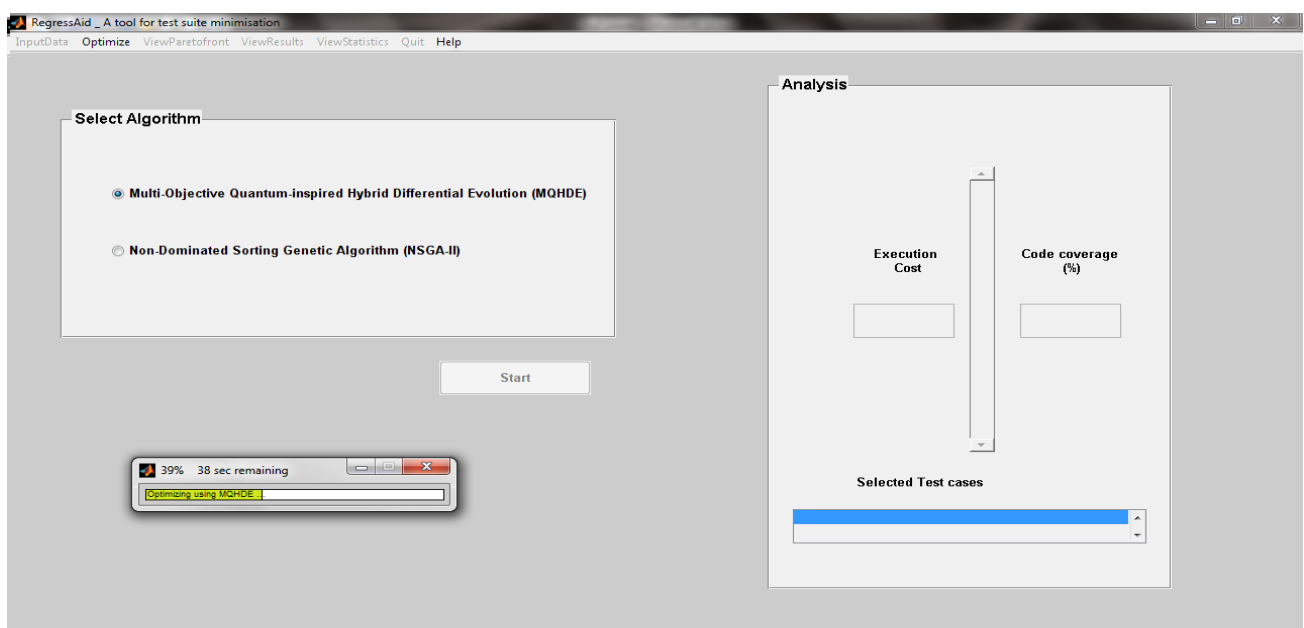 RegressAid _ A tool for test suite minimisation
InputData Optimize ViewParetofront ViewResults ViewStatistics Quit Help
Select Algorithm
Multi-Objective Quantum-inspired Hybrid Differential Evolution (MQHDE)
Non-Dominated Sorting Genetic Algorithm (NSGA-II)
Start
39% 38 sec remaining
Optimizing using MQHDE ...
Analysis
Execution
Cost
Code coverage
(%)
Selected Test cases